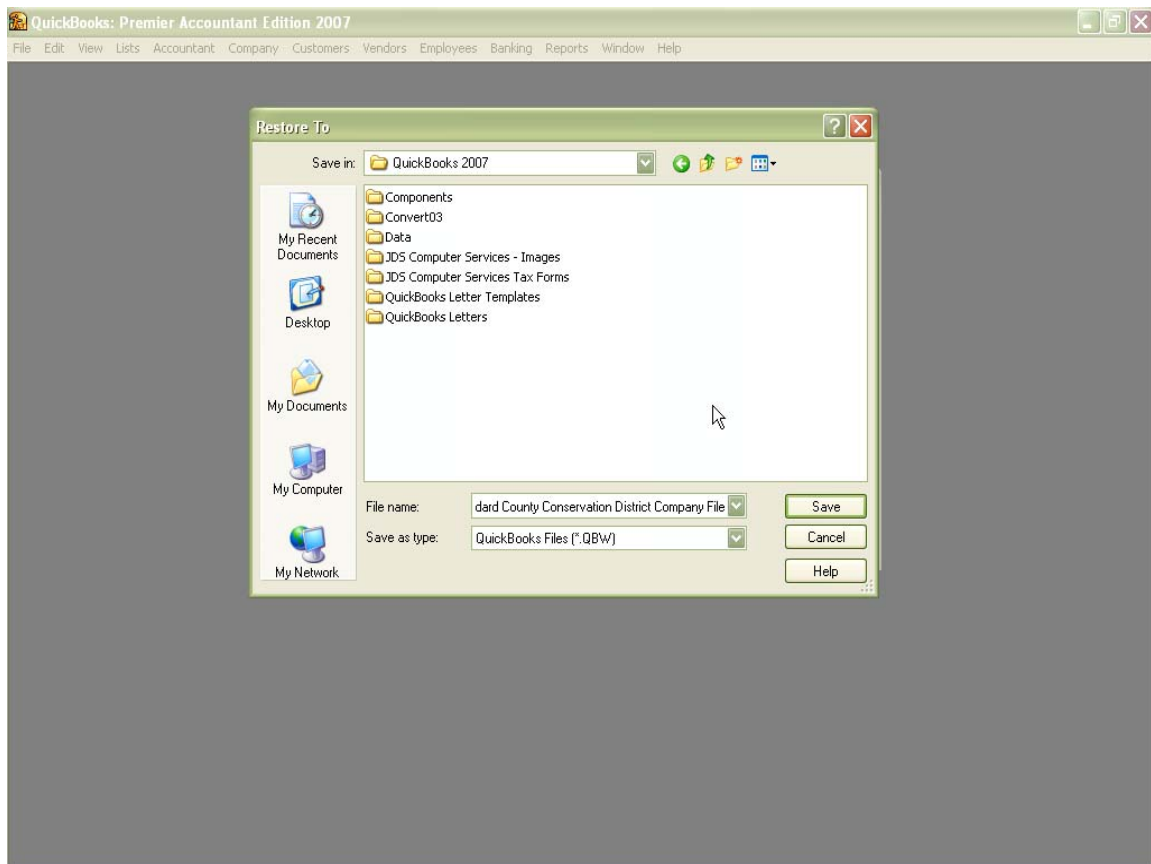 QuickBooks: Premier Accountant Edition 2007
File Edit View Lists Accountant Company Customers Vendors Employees Banking Reports Window Help
Restore To
Save in: QuickBooks 2007
My Recent Documents
Desktop
My Documents
My Computer
My Network
Components
Convert03
Data
JDS Computer Services - Images
JDS Computer Services Tax Forms
QuickBooks Letter Templates
QuickBooks Letters
File name: dard County Conservation District Company File
Save
Save as type: QuickBooks Files (*.QBW)
Cancel
Help